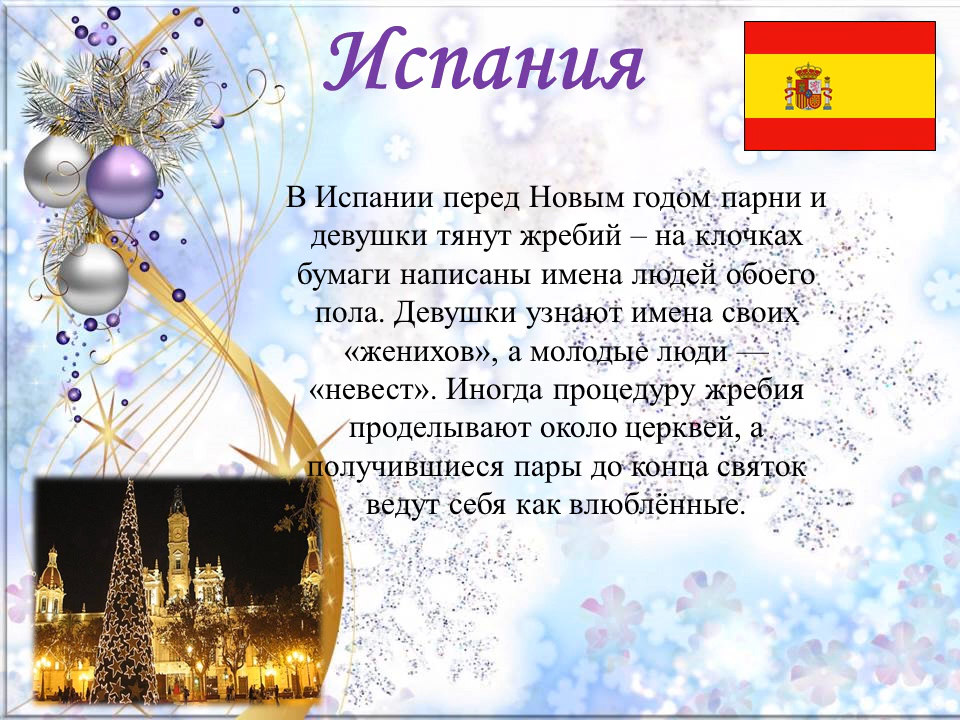 Испания
В Испании перед Новым годом парни и
девушки тянут жребий – на клочках
бумаги написаны имена людей обоего
пола. Девушки узнают имена своих
«женихов», а молодые люди —
«невест». Иногда процедуру жребия
проделывают около церквей, а
получившиеся пары до конца святок
ведут себя как влюблённые.